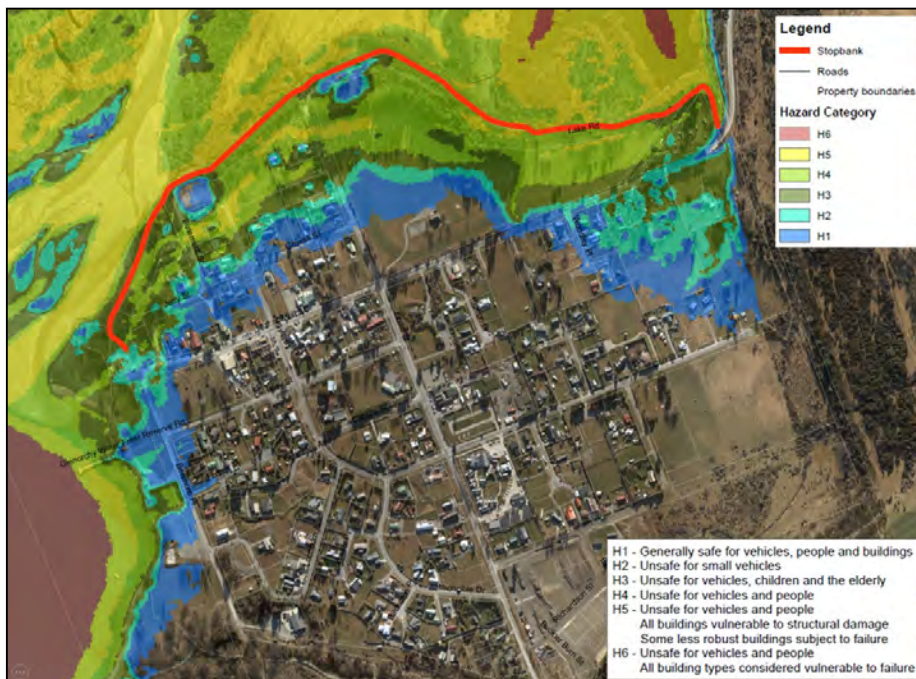 Legend
Stopbank
Roads
Property boundaries
Hazard Category
H6
H5
H4
H3
H2
H1
Lake Rd
H1 - Generally safe for vehicles, people and buildings
H2 - Unsafe for small vehicles
H3 - Unsafe for vehicles, children and the elderly
H4 - Unsafe for vehicles and people
H5 - Unsafe for vehicles and people
All buildings vulnerable to structural damage
Some less robust buildings subject to failure
H6 - Unsafe for vehicles and people
All building types considered vulnerable to failure